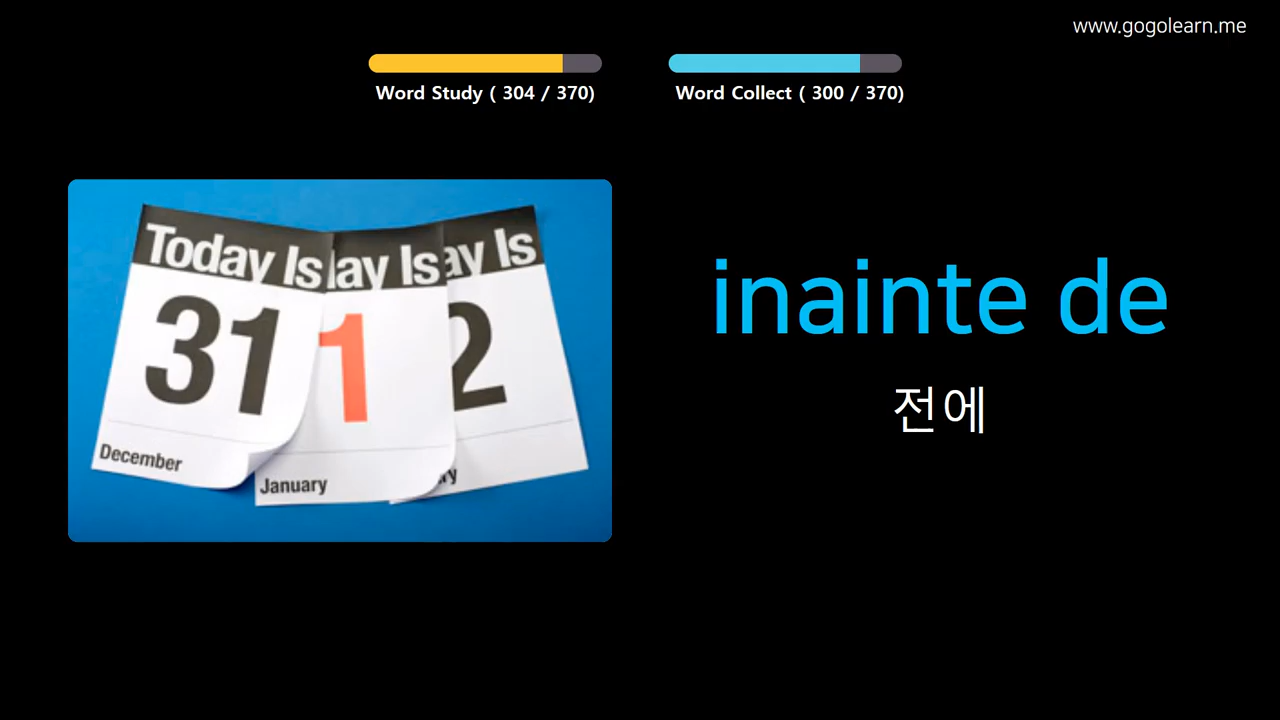 www.gogolearn.me
Word Study ( 304 / 370)
Word Collect ( 300 / 370)
Today Is
ay Is
ay Is
31
1
2
December
January
ry
inainte de
전에